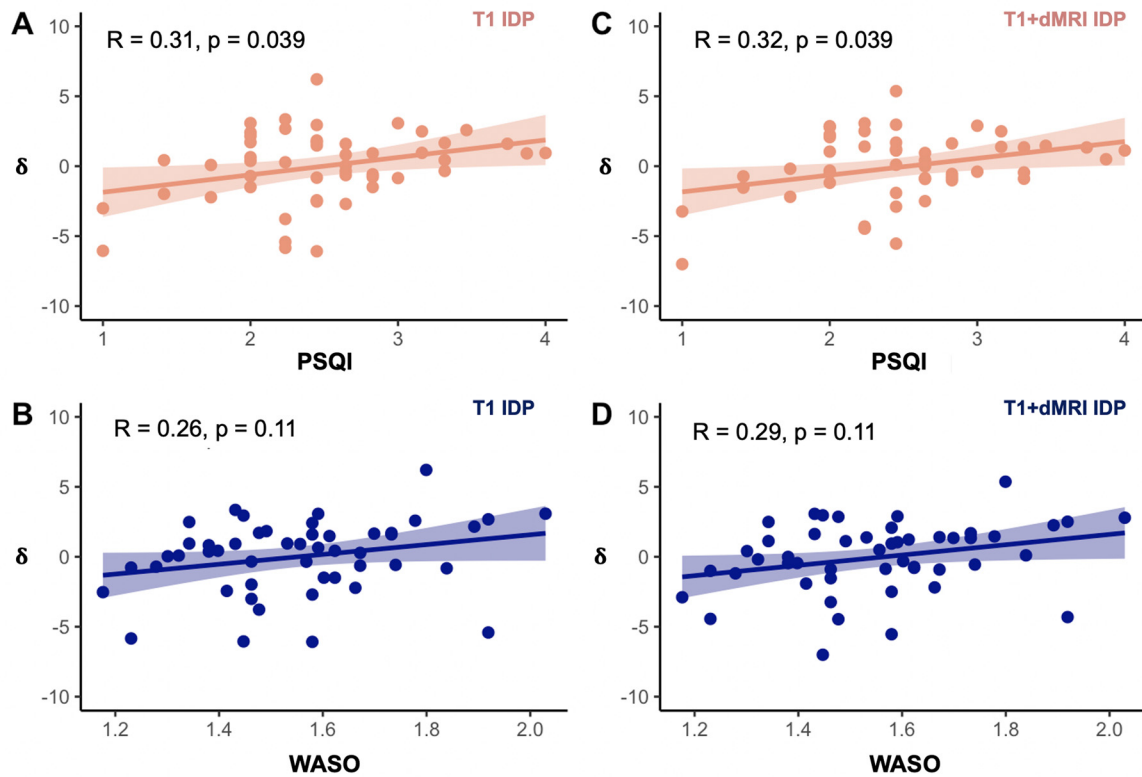 A
T1 IDP
R = 0.31, p = 0.039
10
5
0
-5
-10
δ
1 2 3 4
PSQI
C
T1+dMRI IDP
R = 0.32, p = 0.039
10
5
0
-5
-10
δ
1 2 3 4
PSQI
B
T1 IDP
R = 0.26, p = 0.11
10
5
0
-5
-10
δ
1.2 1.4 1.6 1.8 2.0
WASO
D
T1+dMRI IDP
R = 0.29, p = 0.11
10
5
0
-5
-10
δ
1.2 1.4 1.6 1.8 2.0
WASO